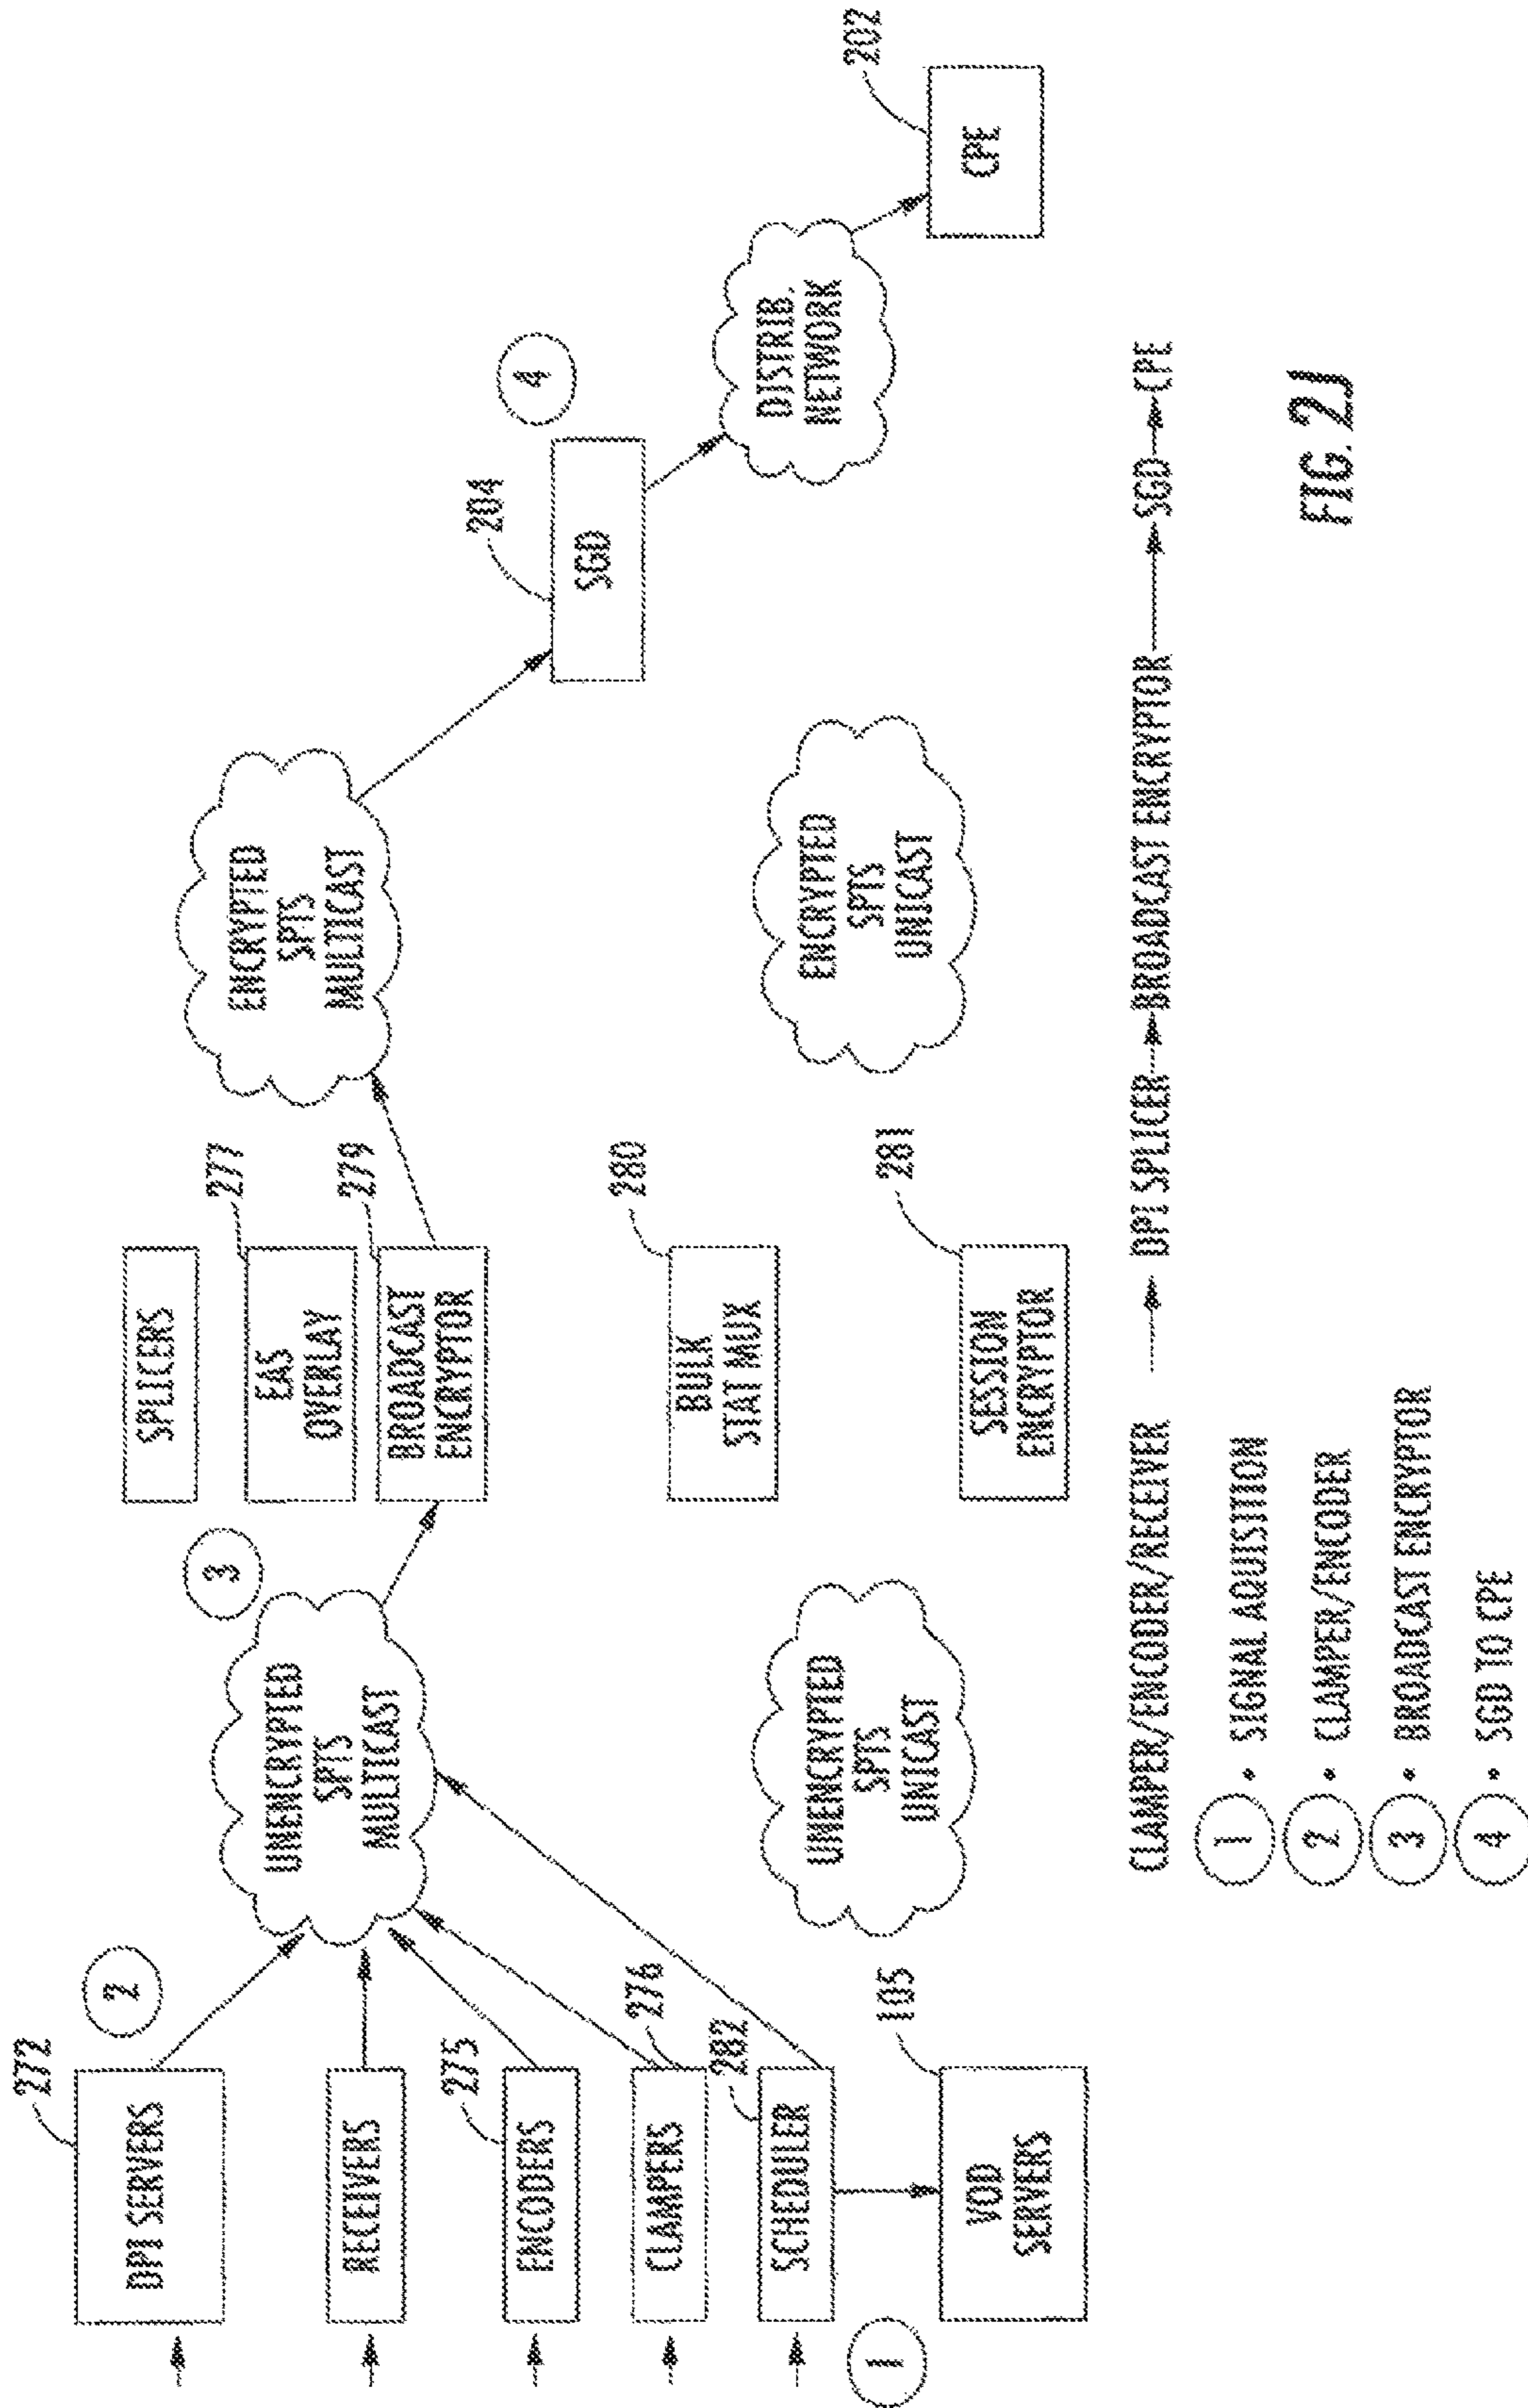 272
DPI SERVERS
2
RECEIVERS
275
ENCODERS
276
CLAMPERS
282
SCHEDULER
1
105
VOD
SERVERS
UNENCRYPTED
SPTS
MULTICAST
3
UNENCRYPTED
SPTS
UNICAST
SPLICERS
277
EAS
OVERLAY
279
BROADCAST
ENCRYPTOR
280
BULK
STAT MUX
281
SESSION
ENCRYPTOR
ENCRYPTED
SPTS
MULTICAST
ENCRYPTED
SPTS
UNICAST
204
SGD
4
DISTRIB.
NETWORK
202
CPE
CLAMPER/ENCODER/RECEIVER DPI SPLICER BROADCAST ENCRYPTOR SGD CPE
1 • SIGNAL AQUISITION
2 • CLAMPER/ENCODER
3 • BROADCAST ENCRYPTOR
4 • SGD TO CPE
FIG. 2J